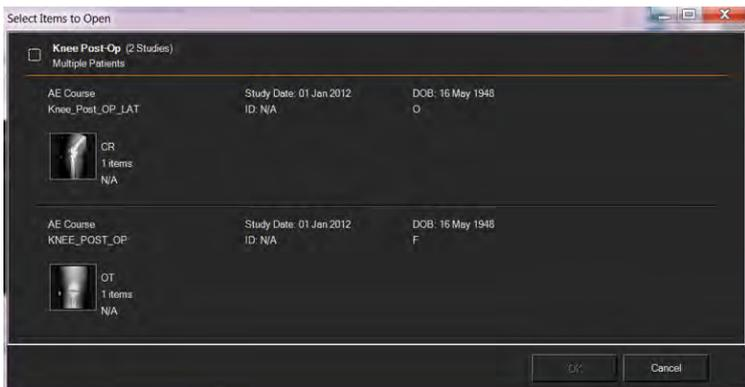 Select Items to Open
Knee Post-Op (2 Studies)
Multiple Patients
AE Course Study Date: 01 Jan 2012 DOB: 16 May 1948
Knee_Post_OP_LAT ID: N/A O
CR
1 items
N/A
AE Course Study Date: 01 Jan 2012 DOB: 16 May 1948
KNEE_POST_OP ID: N/A F
OT
1 items
N/A
OK Cancel